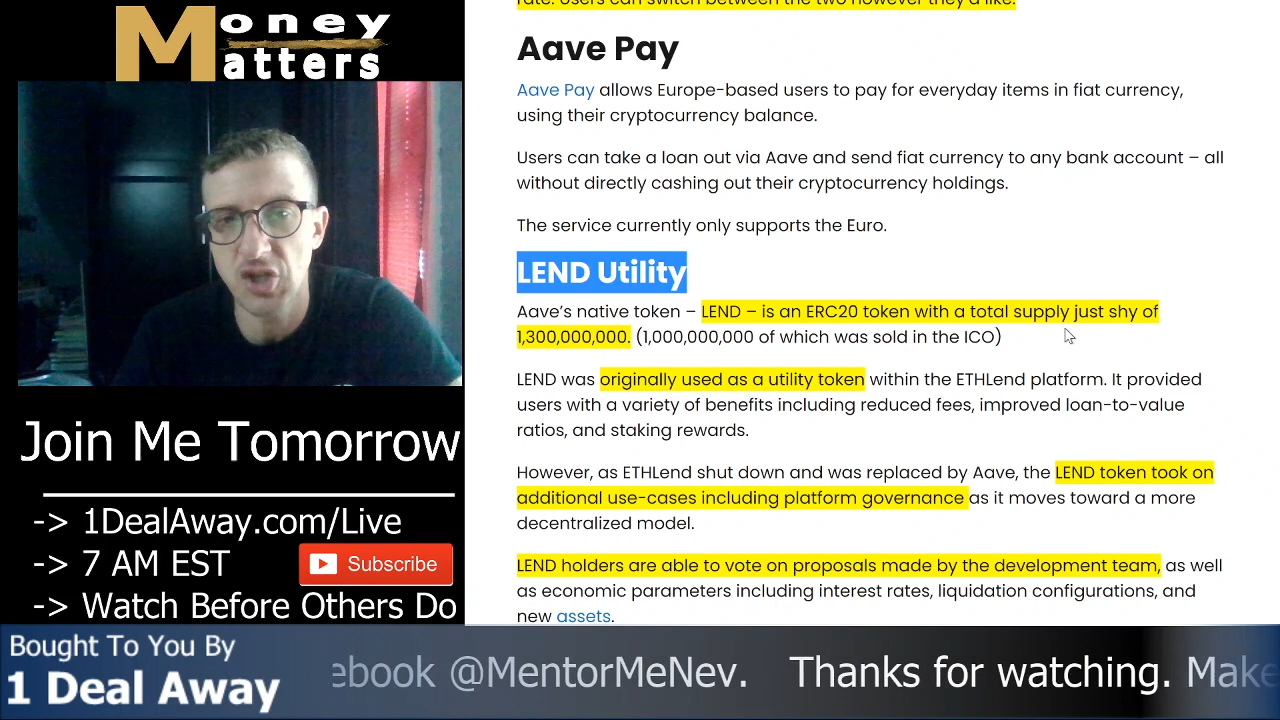 Money
Matters
Join Me Tomorrow
-> 1DealAway.com/Live
-> 7 AM EST
Subscribe
-> Watch Before Others Do
rate. Users can switch between the two however they'd like.
Aave Pay
Aave Pay allows Europe-based users to pay for everyday items in fiat currency,
using their cryptocurrency balance.
Users can take a loan out via Aave and send fiat currency to any bank account – all
without directly cashing out their cryptocurrency holdings.
The service currently only supports the Euro.
LEND Utility
Aave’s native token – LEND – is an ERC20 token with a total supply just shy of
1,300,000,000. (1,000,000,000 of which was sold in the ICO)
LEND was originally used as a utility token within the ETHLend platform. It provided
users with a variety of benefits including reduced fees, improved loan-to-value
ratios, and staking rewards.
However, as ETHLend shut down and was replaced by Aave, the LEND token took on
additional use-cases including platform governance as it moves toward a more
decentralized model.
LEND holders are able to vote on proposals made by the development team, as well
as economic parameters including interest rates, liquidation configurations, and
new assets.
Bought To You By
1 Deal Away
ebook @MentorMeNev. Thanks for watching. Make